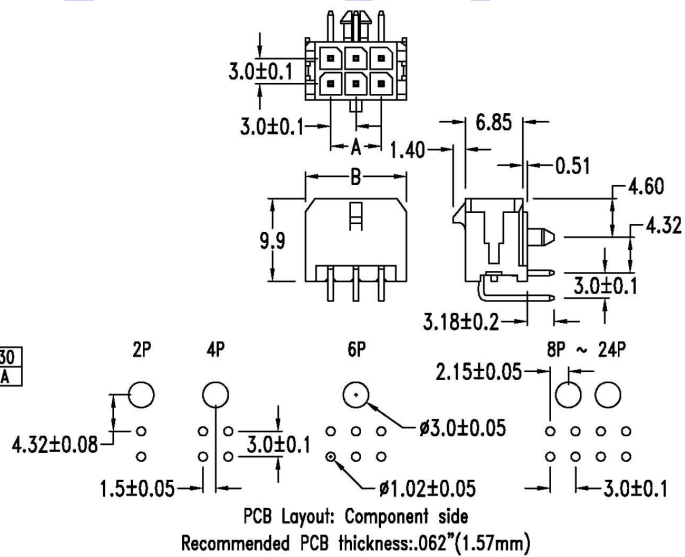 3.0±0.1
3.0±0.1
A
6.85
1.40
0.51
B
4.60
9.9
4.32
3.0±0.1
3.18±0.2
30
A
2P
4P
6P
8P ~ 24P
2.15±0.05
4.32±0.08
3.0±0.1
ø3.0±0.05
1.5±0.05
ø1.02±0.05
3.0±0.1
PCB Layout: Component side
Recommended PCB thickness:.062"(1.57mm)